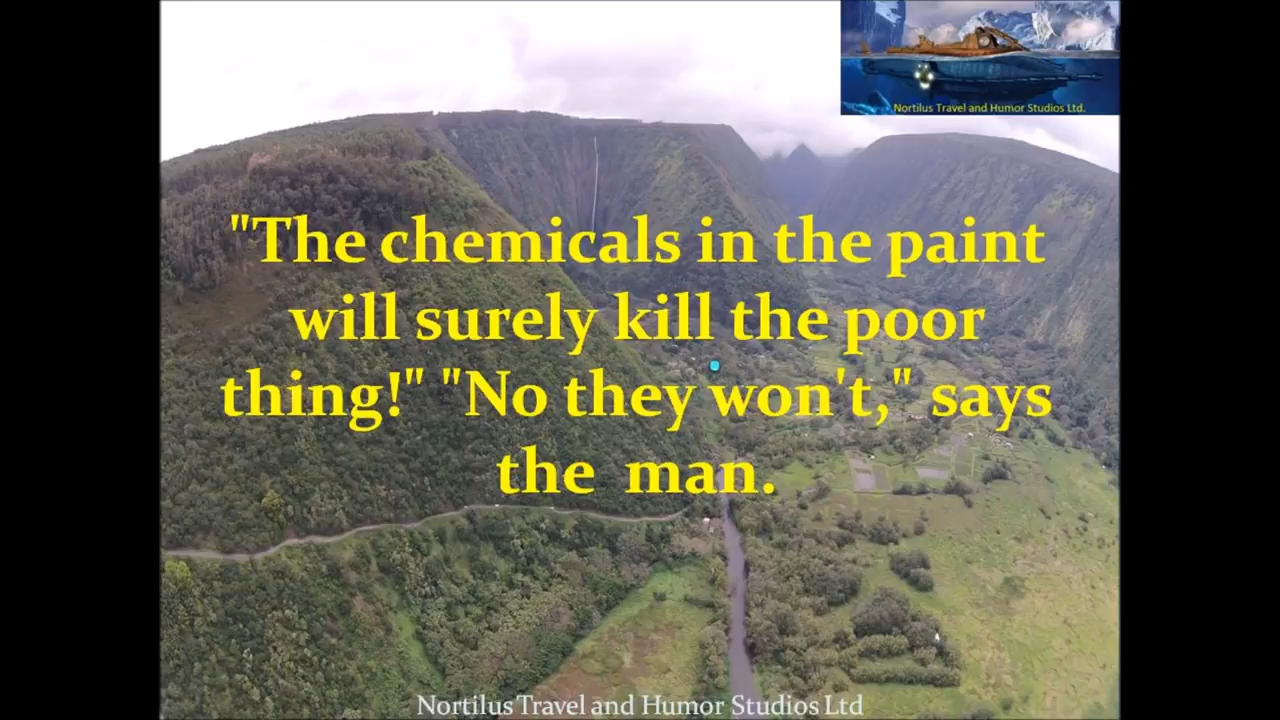 Nortilus Travel and Humor Studios Ltd.
"The chemicals in the paint
will surely kill the poor
thing!" "No they won't," says
the  man.
Nortilus Travel and Humor Studios Ltd